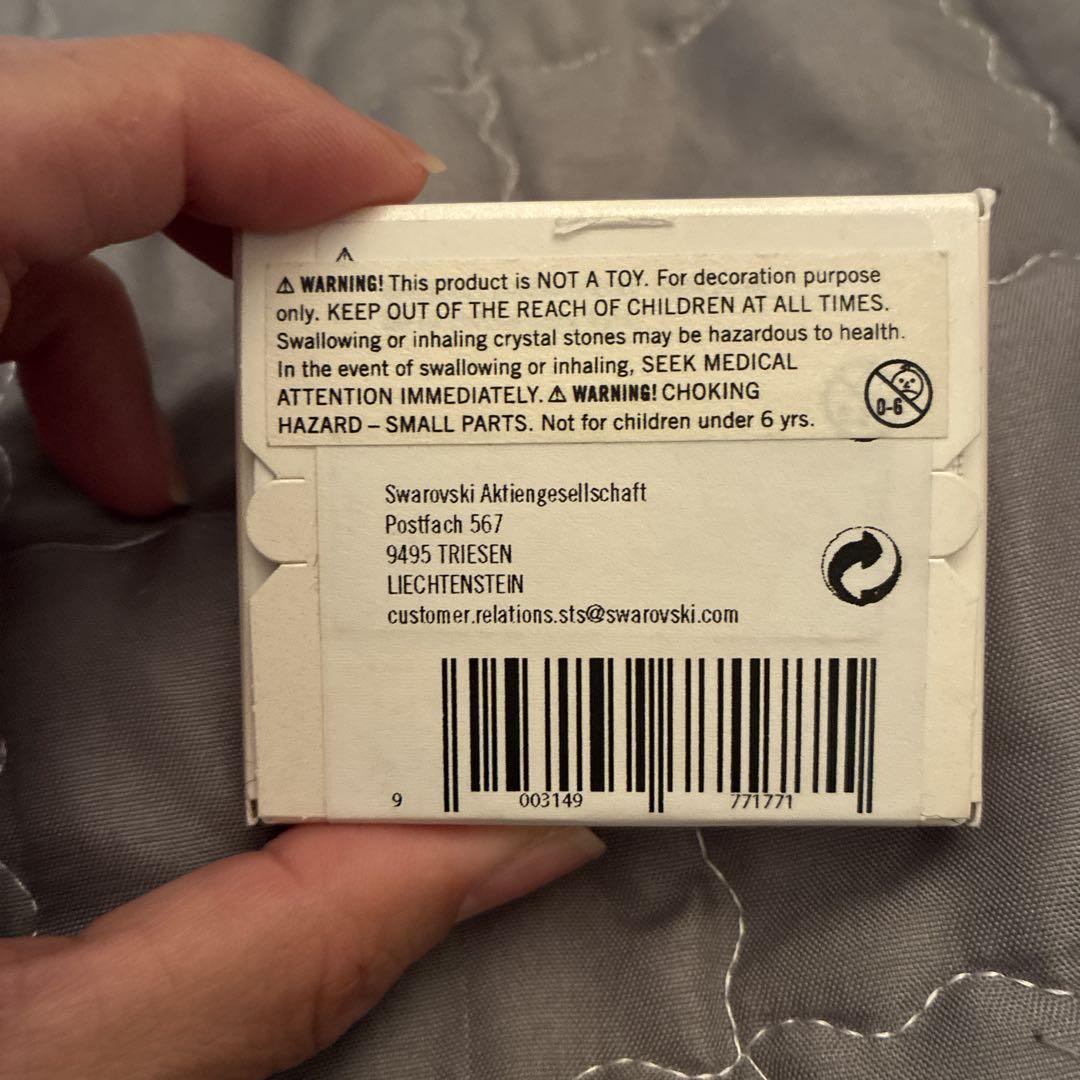 ⚠ WARNING! This product is NOT A TOY. For decoration purpose
only. KEEP OUT OF THE REACH OF CHILDREN AT ALL TIMES.
Swallowing or inhaling crystal stones may be hazardous to health.
In the event of swallowing or inhaling, SEEK MEDICAL
ATTENTION IMMEDIATELY. ⚠ WARNING! CHOKING
HAZARD – SMALL PARTS. Not for children under 6 yrs.
0-6
Swarovski Aktiengesellschaft
Postfach 567
9495 TRIESEN
LIECHTENSTEIN
customer.relations.sts@swarovski.com
9 003149 771771